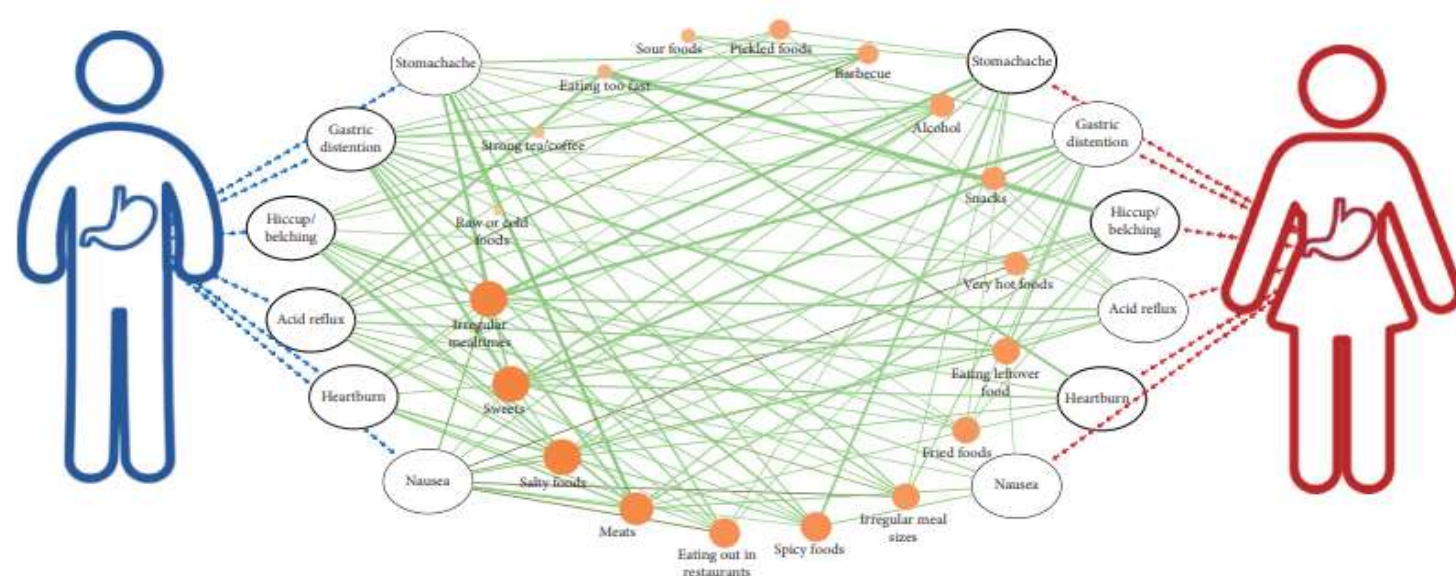 Stomachache
Gastric
distention
Hiccup/
belching
Acid reflux
Heartburn
Nausea
Sour foods
Pickled foods
Barbecue
Eating too fast
Alcohol
Strong tea/coffee
Snacks
Raw or cold
foods
Very hot foods
Irregular
mealtimes
Eating leftover
food
Sweets
Fried foods
Salty foods
Irregular meal
sizes
Meats
Eating out in
restaurants
Spicy foods
Stomachache
Gastric
distention
Hiccup/
belching
Acid reflux
Heartburn
Nausea